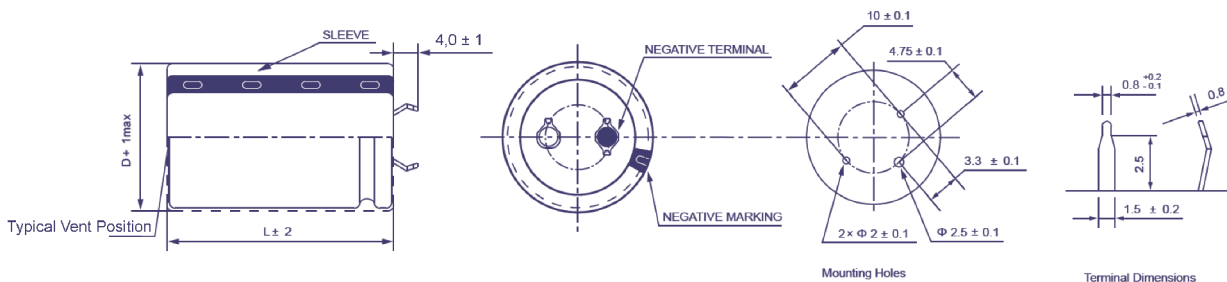 SLEEVE
4,0 ± 1
D+ 1max
Typical Vent Position
L± 2
NEGATIVE TERMINAL
NEGATIVE MARKING
10 ± 0.1
4.75 ± 0.1
3.3 ± 0.1
2× Φ 2 ± 0.1
Φ 2.5 ± 0.1
Mounting Holes
0.8 +0.2 -0.1
0.8
2.5
1.5 ± 0.2
Terminal Dimensions